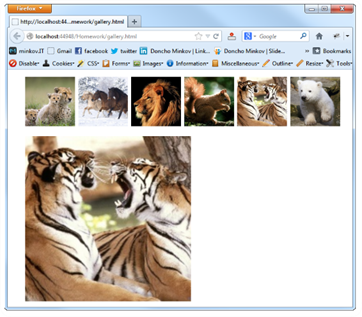 Firefox
http://localhost:44...mework/gallery.html
localhost:44948/Homework/gallery.html
Google
minkov.IT Gmail facebook twitter Doncho Minkov | Link... Doncho Minkov | Slide... Bookmarks
Disable Cookies CSS Forms Images Information Miscellaneous Outline Resize Tools